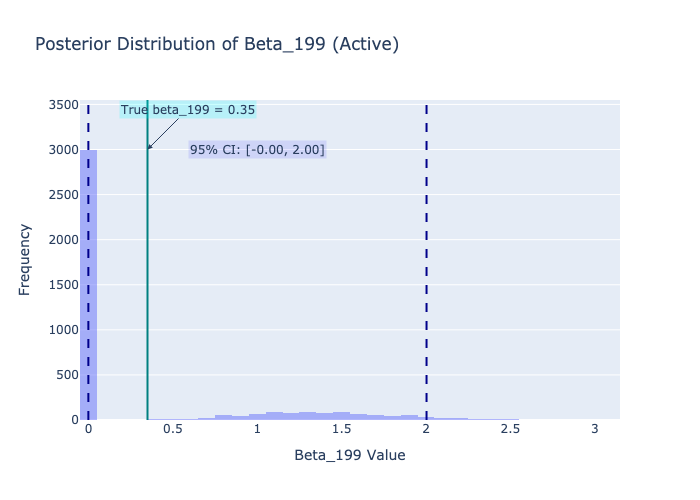 Posterior Distribution of Beta_199 (Active)
3500
True beta_199 = 0.35
3000
95% CI: [-0.00, 2.00]
2500
2000
1500
1000
500
0
Frequency
0 0.5 1 1.5 2 2.5 3
Beta_199 Value